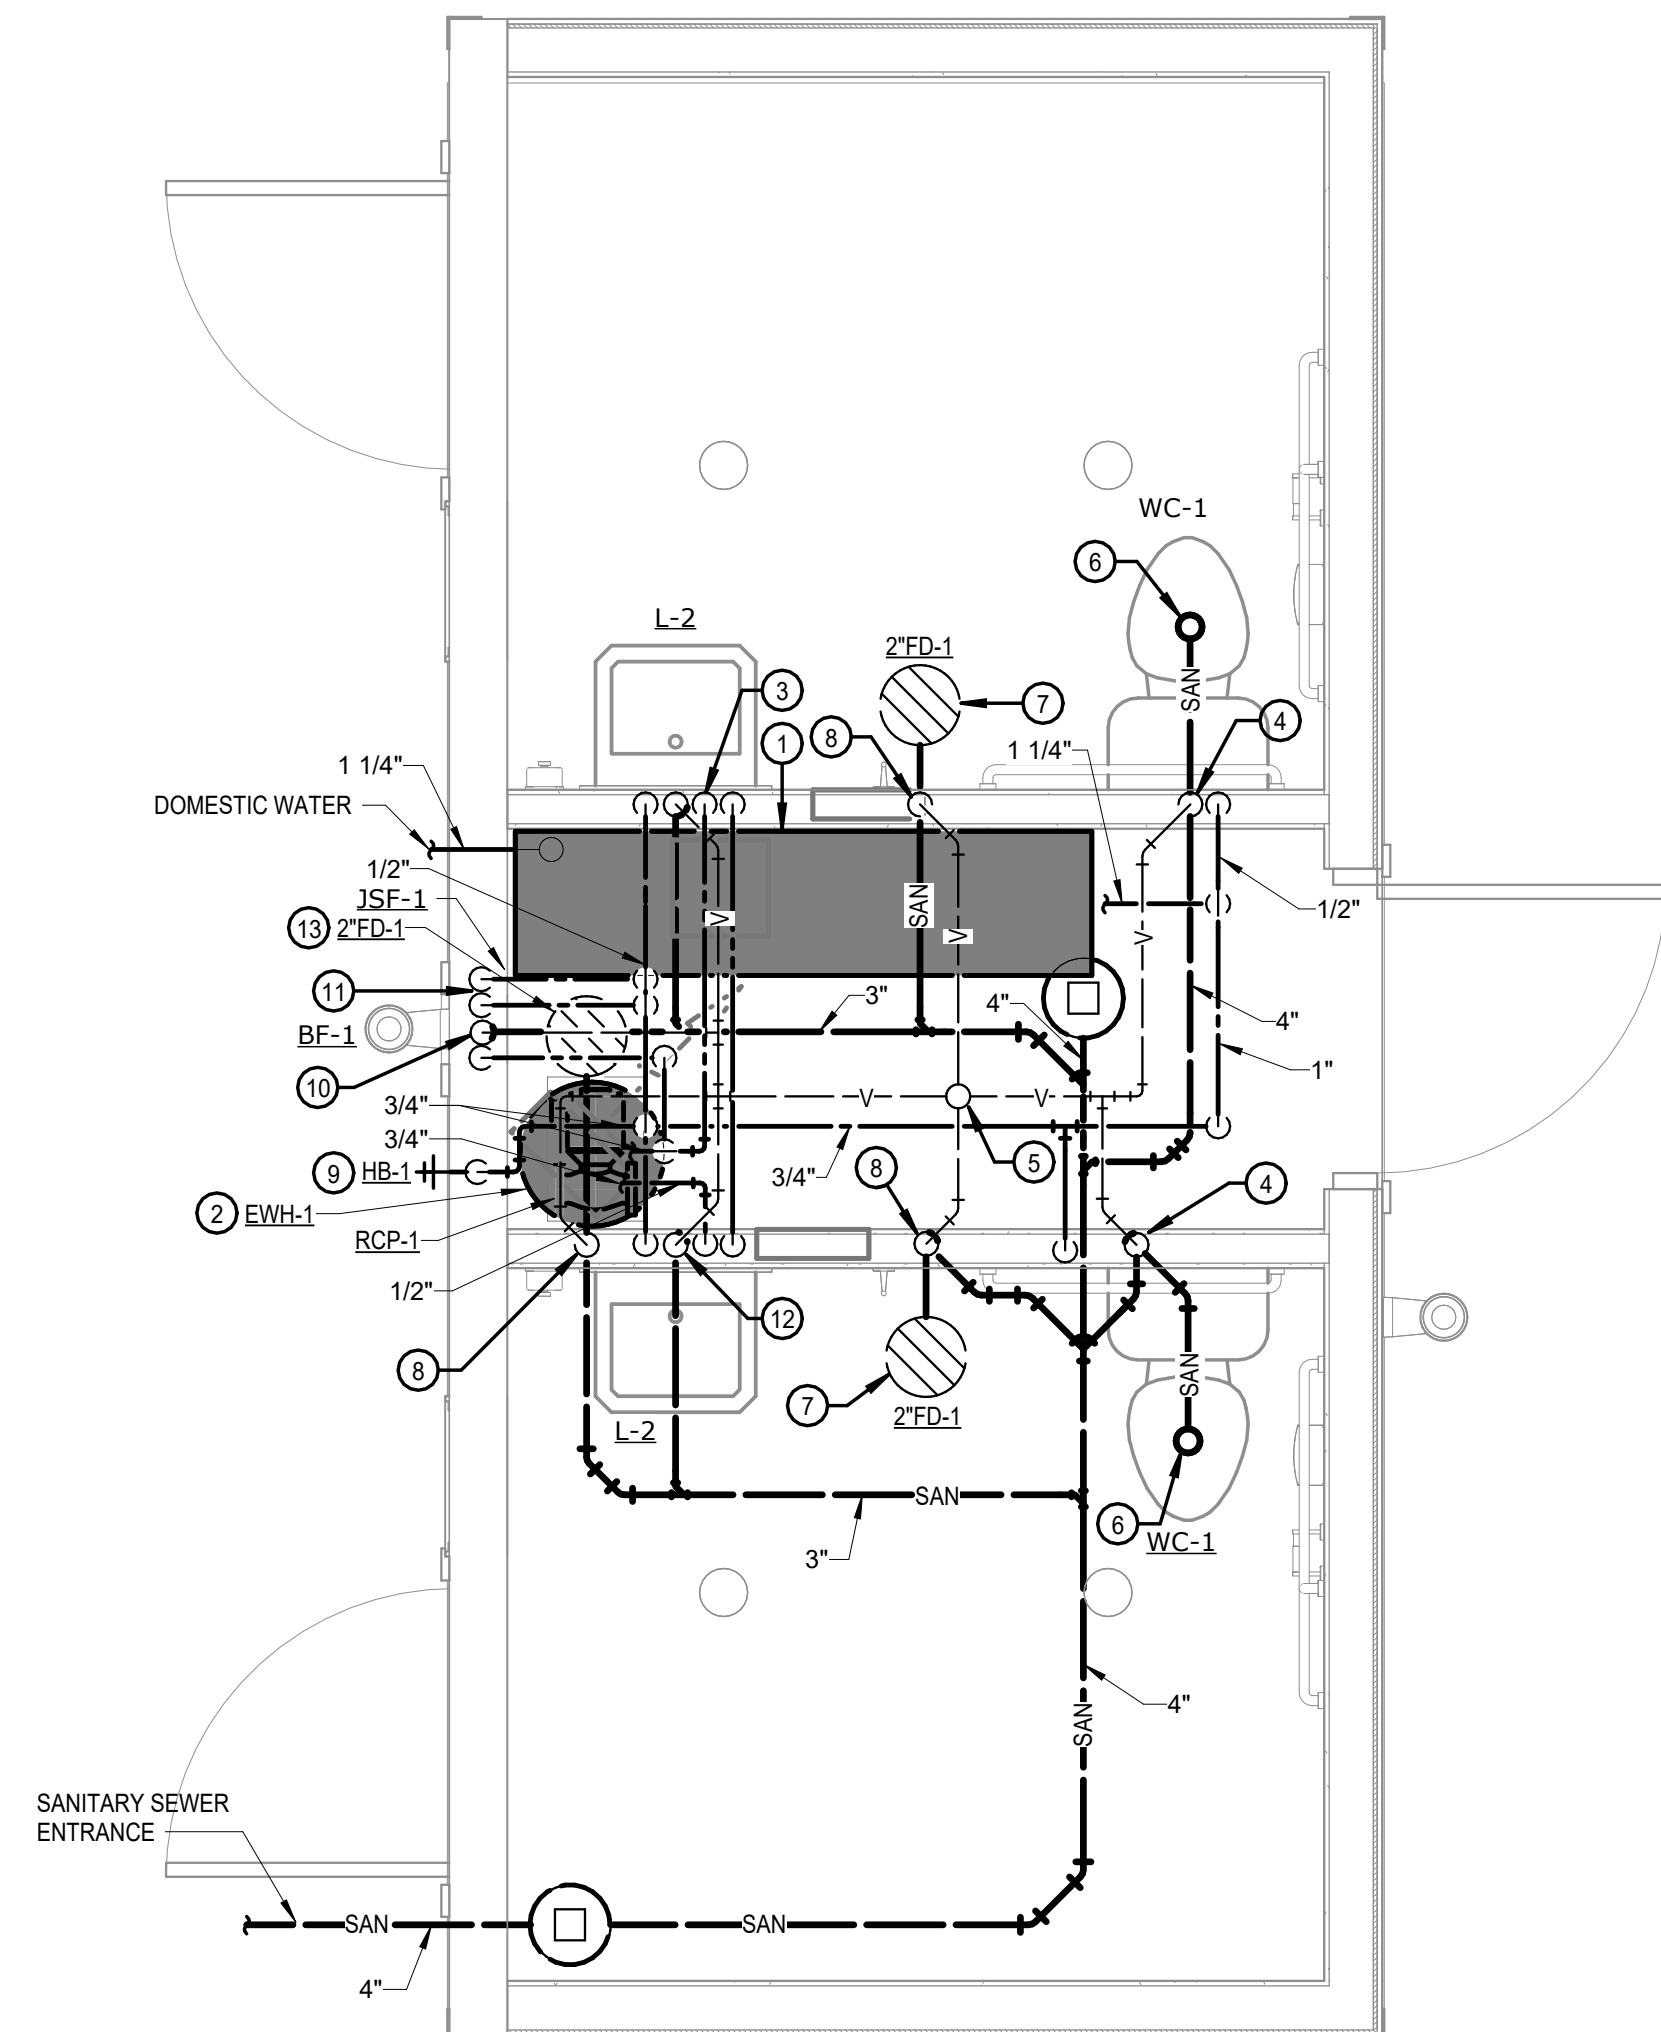 WC-1
6
L-2
2"FD-1
3
7
SAN
4
1
8
1 1/4"
1 1/4"
DOMESTIC WATER
1/2"
JSF-1
13 2"FD-1
V
SAN
V
V
1/2"
11
3"
4"
4"
BF-1
10
1"
3/4"
V
V
3/4"
9 HB-1
3/4"
5
8
4
2 EWH-1
RCP-1
1/2"
12
8
SAN
7
2"FD-1
L-2
SAN
3"
6
WC-1
4"
SAN
SANITARY SEWER
ENTRANCE
SAN
SAN
4"